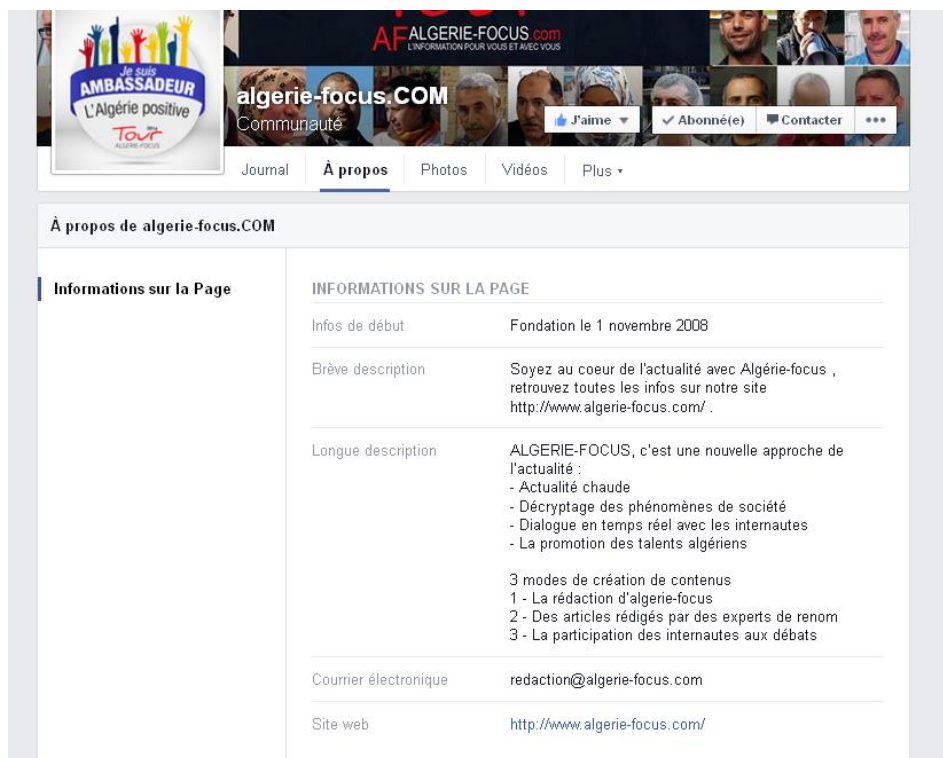 ALGERIE-FOCUS.com
AF L'INFORMATION POUR VOUS ET AVEC VOUS
Je suis
AMBASSADEUR
L'Algérie positive
Tour
ALGERIE-FOCUS
algerie-focus.COM
Communauté
J'aime
Abonné(e)
Contacter
Journal
À propos
Photos
Vidéos
Plus
À propos de algerie-focus.COM
Informations sur la Page
INFORMATIONS SUR LA PAGE
Infos de début
Fondation le 1 novembre 2008
Brève description
Soyez au coeur de l'actualité avec Algérie-focus ,
retrouvez toutes les infos sur notre site
http://www.algerie-focus.com/ .
Longue description
ALGERIE-FOCUS, c'est une nouvelle approche de
l'actualité :
- Actualité chaude
- Décryptage des phénomènes de société
- Dialogue en temps réel avec les internautes
- La promotion des talents algériens
3 modes de création de contenus
1 - La rédaction d'algerie-focus
2 - Des articles rédigés par des experts de renom
3 - La participation des internautes aux débats
Courrier électronique
redaction@algerie-focus.com
Site web
http://www.algerie-focus.com/